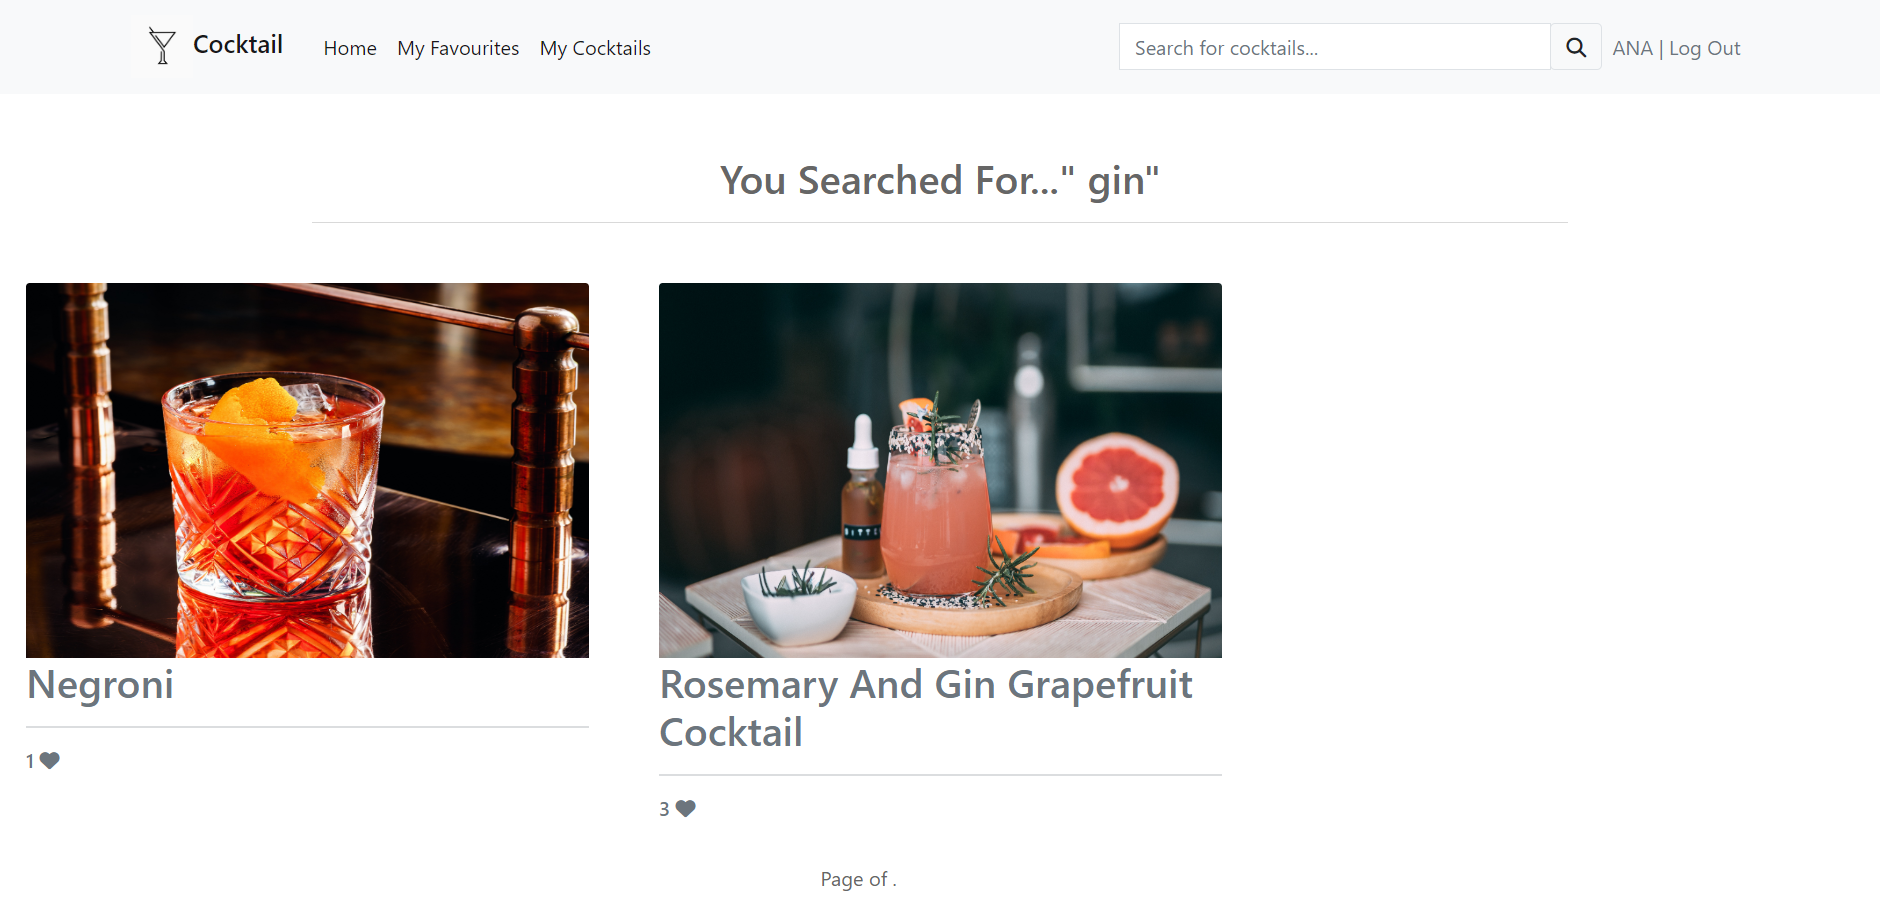 Cocktail
Home My Favourites My Cocktails
Search for cocktails...
ANA | Log Out
You Searched For..." gin"
BITTE
Negroni
Rosemary And Gin Grapefruit
Cocktail
1
3
Page of .